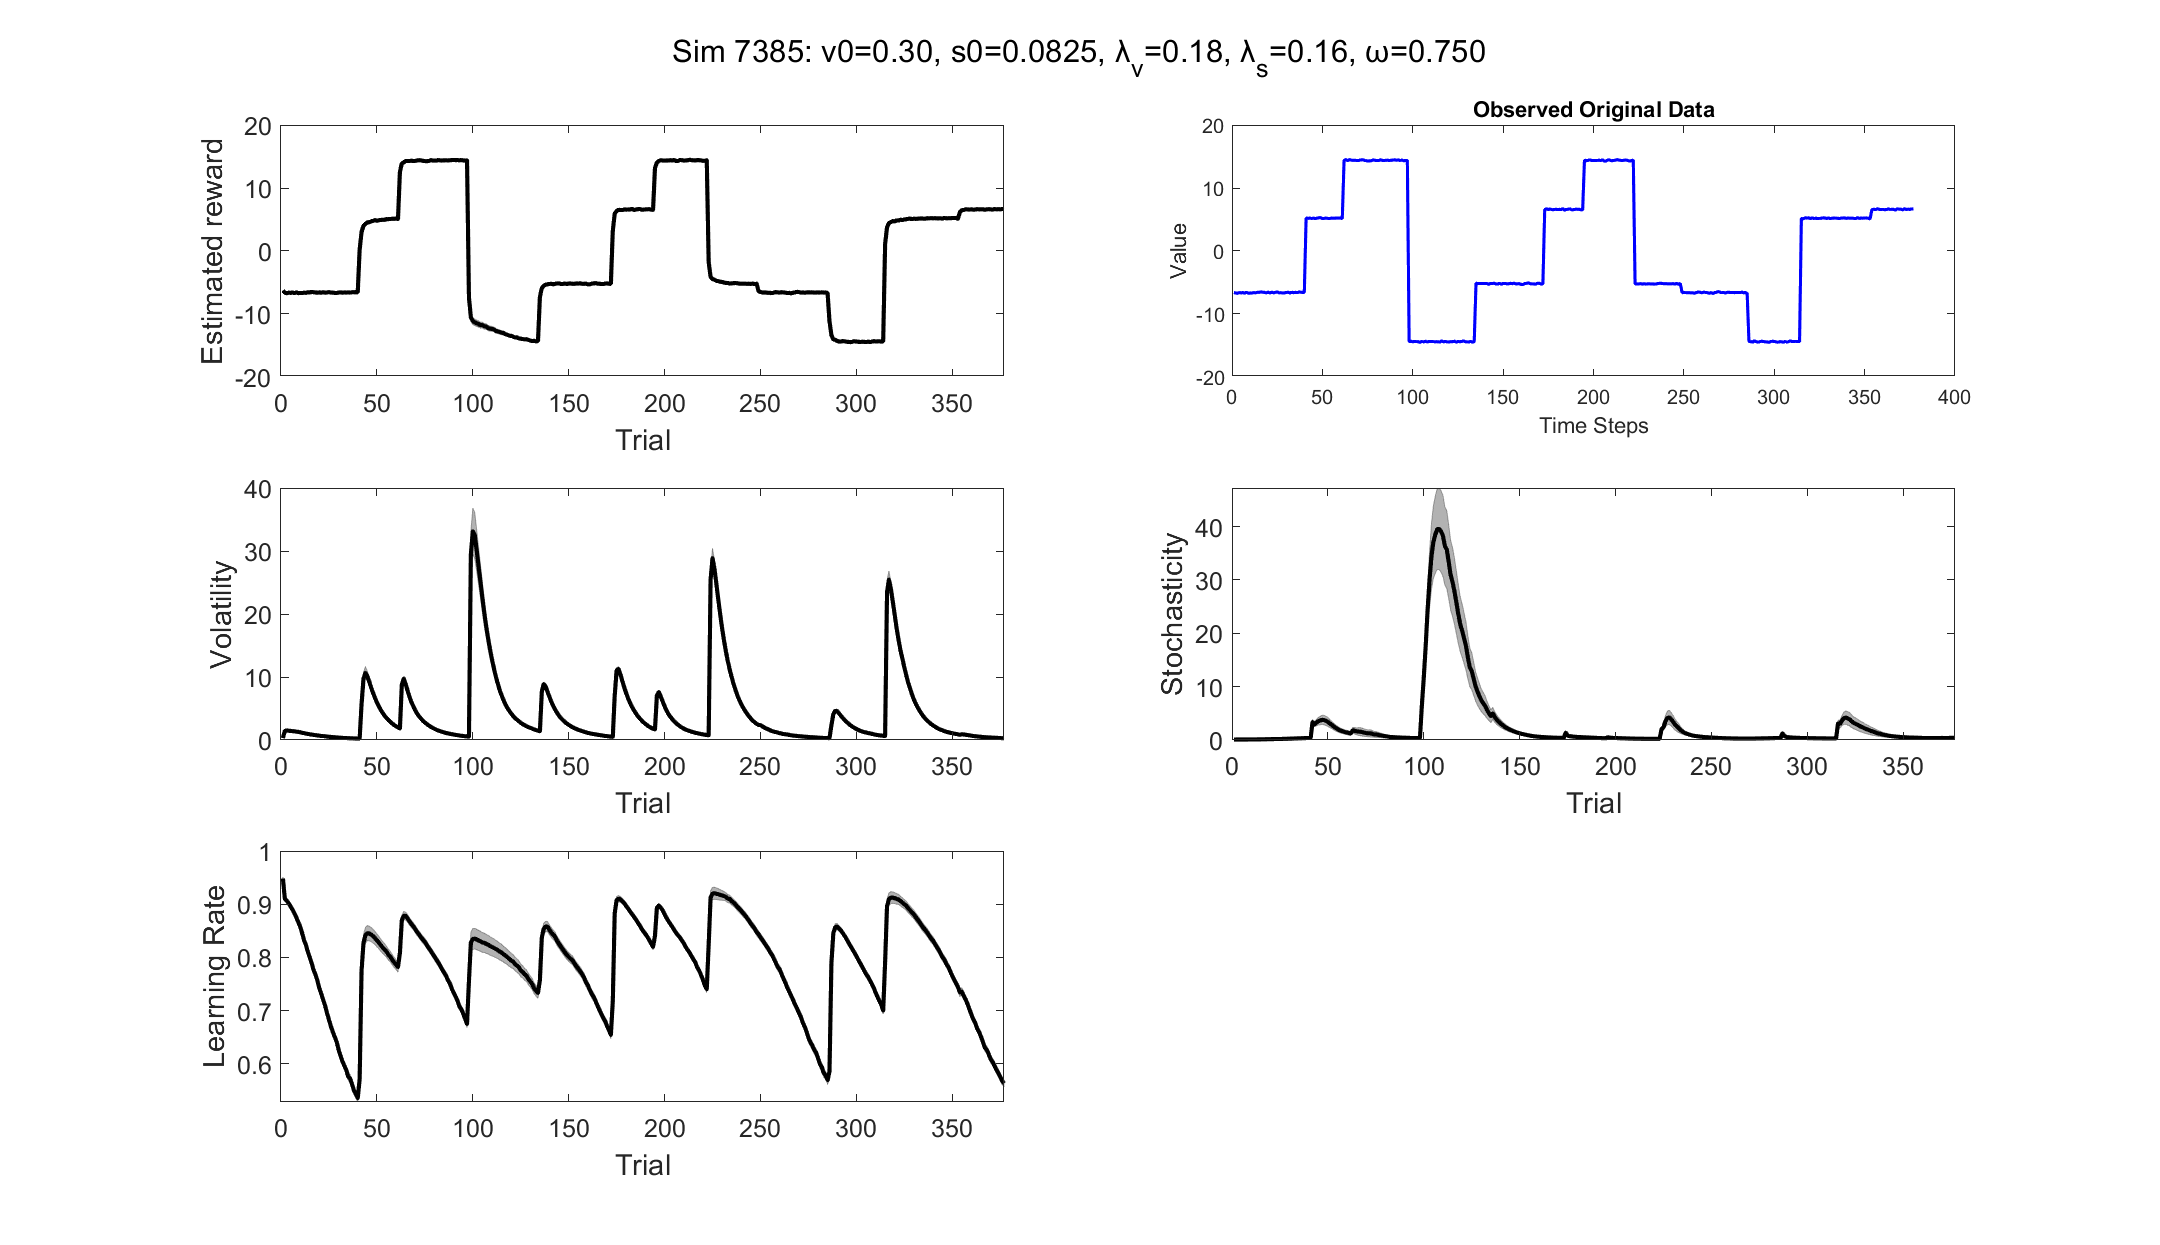 Sim 7385: v0=0.30, s0=0.0825, λv=0.18, λs=0.16, ω=0.750
20
10
0
-10
-20
Estimated reward
0 50 100 150 200 250 300 350
Trial
Observed Original Data
20
10
0
-10
-20
Value
0 50 100 150 200 250 300 350 400
Time Steps
40
30
20
10
0
Volatility
0 50 100 150 200 250 300 350
Trial
40
30
20
10
0
Stochasticity
0 50 100 150 200 250 300 350
Trial
1
0.9
0.8
0.7
0.6
Learning Rate
0 50 100 150 200 250 300 350
Trial